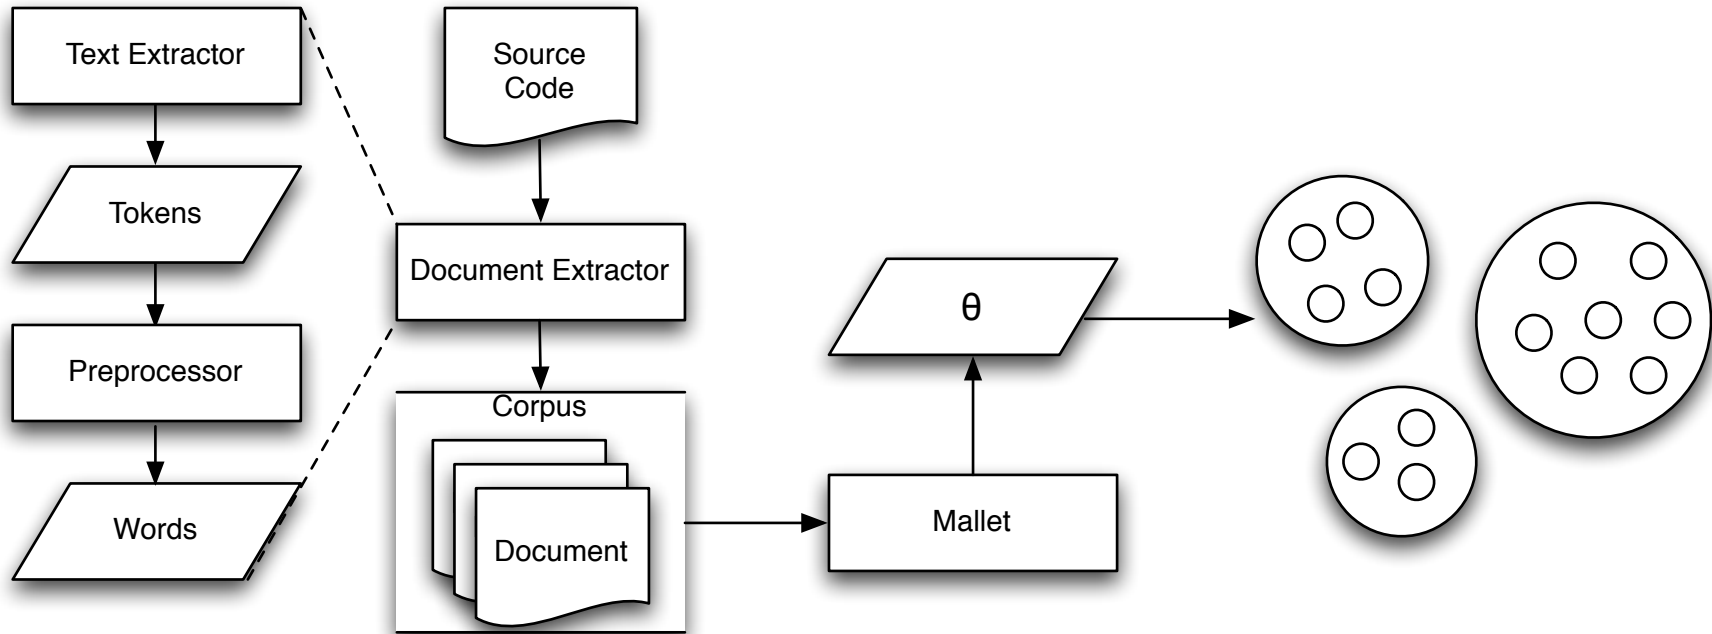 Text Extractor
Tokens
Preprocessor
Words
Source
Code
Document Extractor
Corpus
Document
θ
Mallet